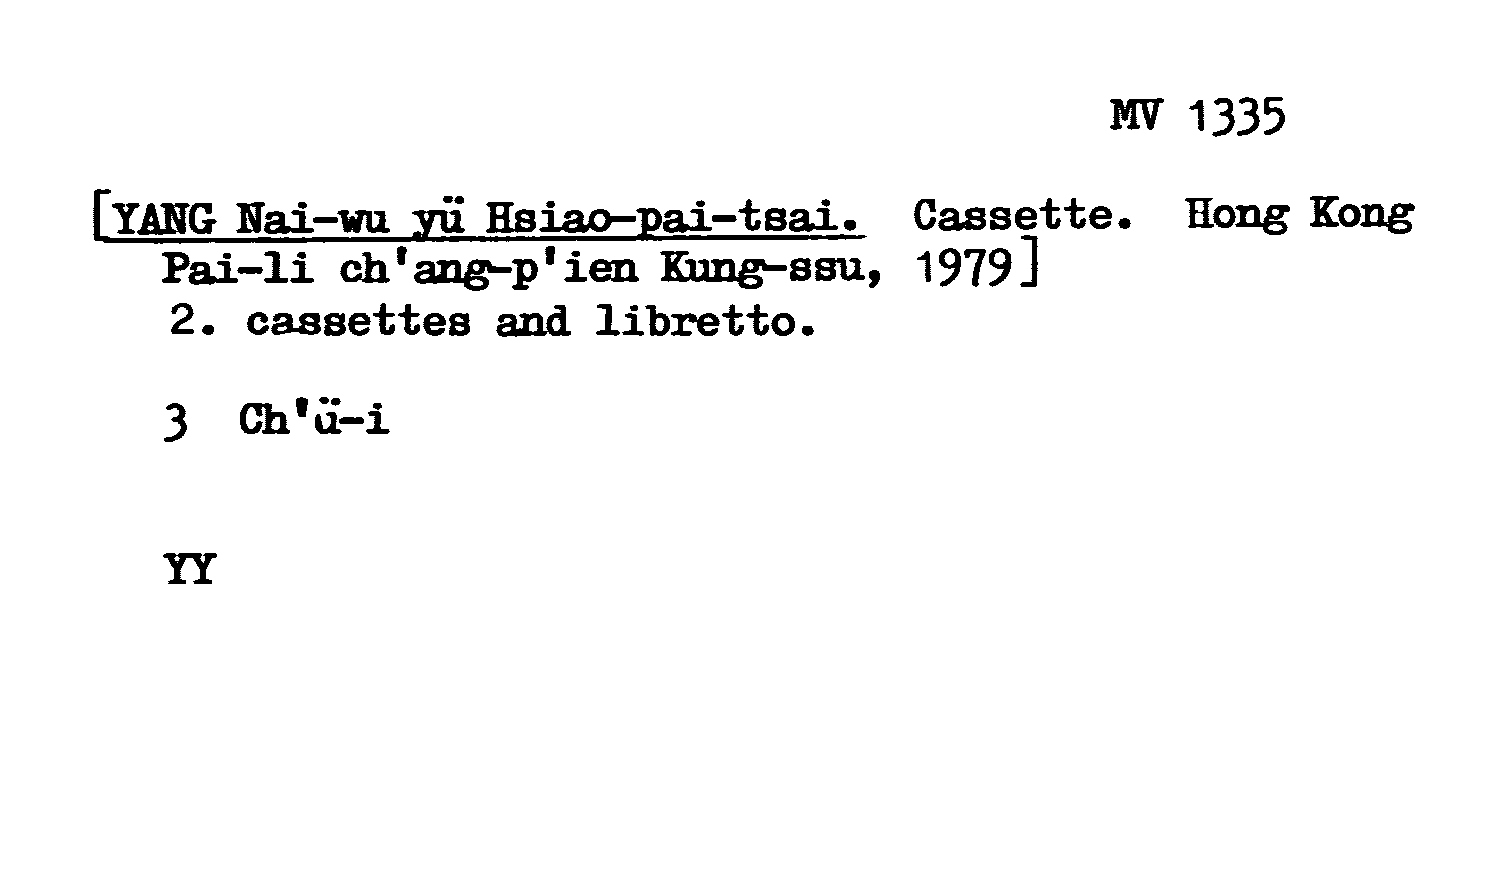 MV 1335
[YANG Nai-wu yü Hsiao-pai-tsai. Cassette. Hong Kong
Pai-li ch'ang-p'ien Kung-ssu, 1979]
2. cassettes and libretto.
3 Ch'ü-i
YY